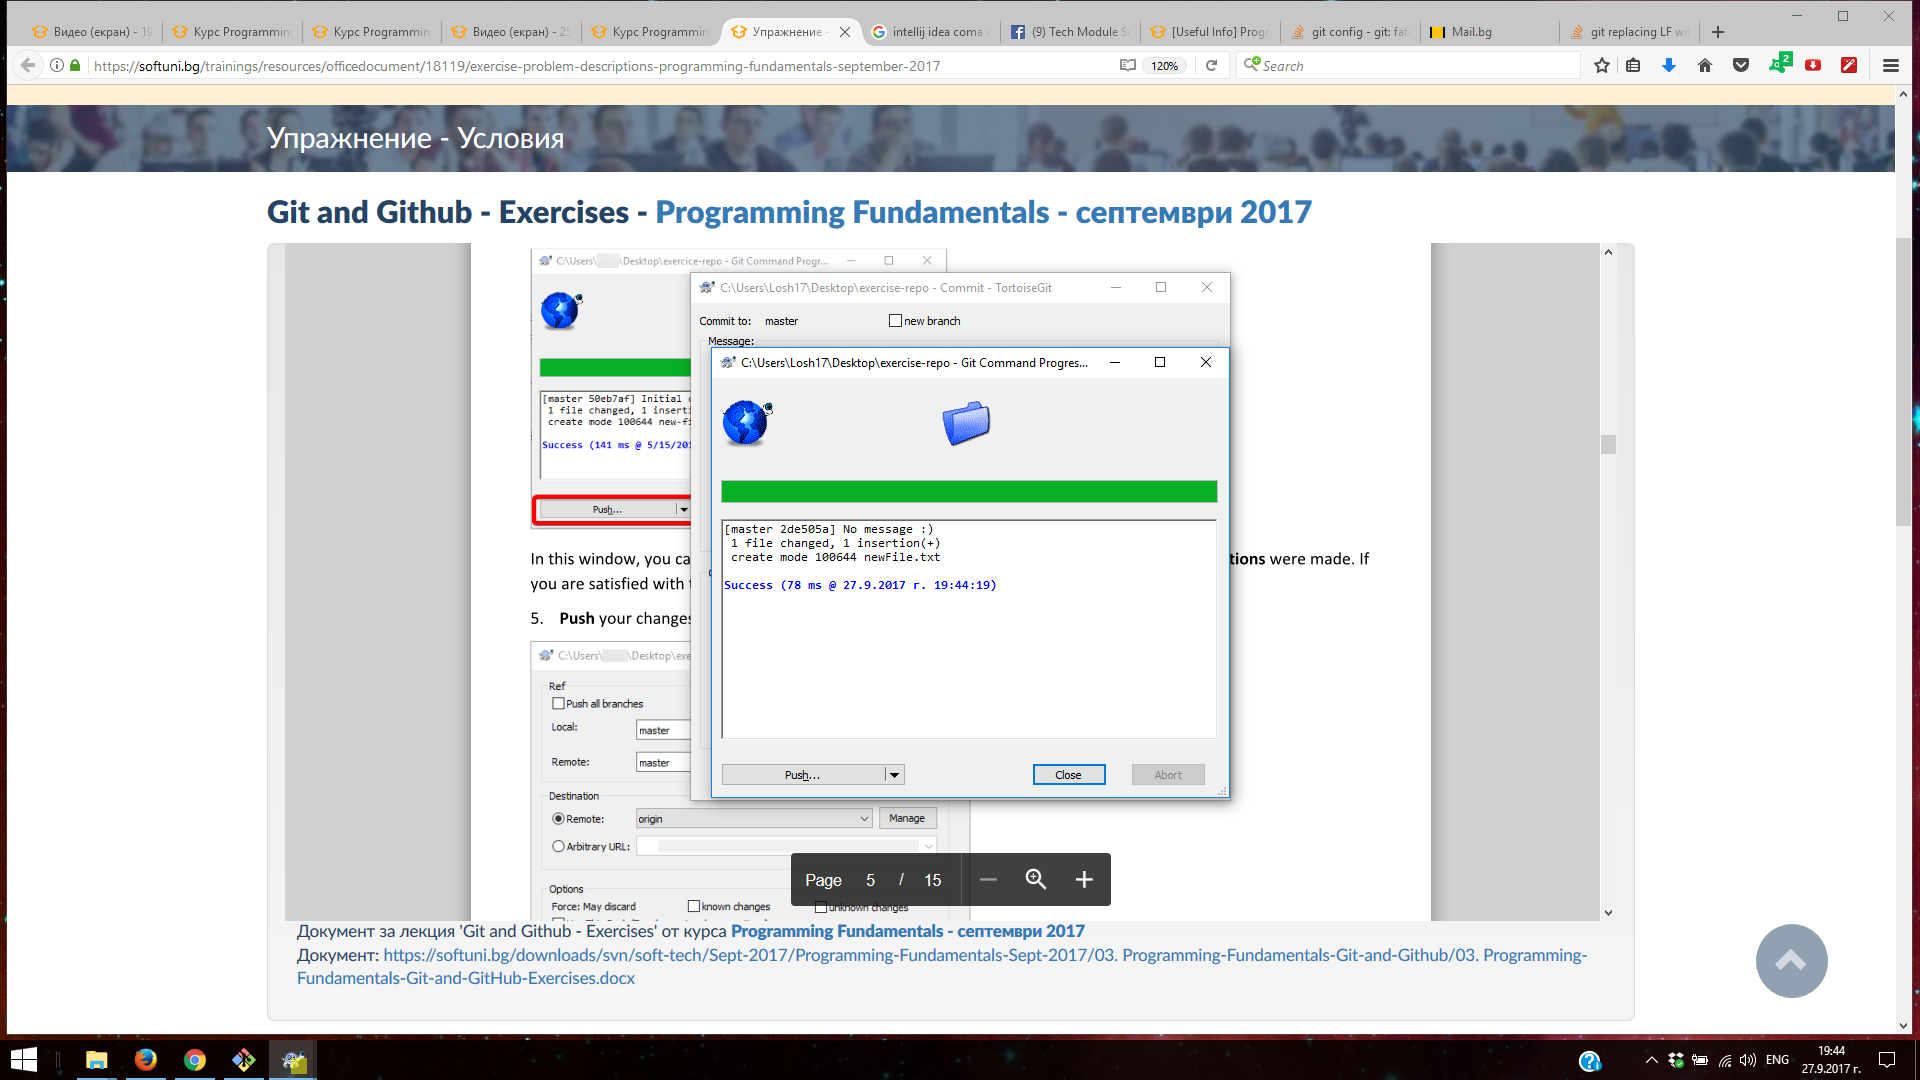 Видео (екран) - 19
Курс Programmin
Курс Programmin
Видео (екран) - 25
Курс Programmin
Упражнение -
intellij idea coma
(9) Tech Module S
[Useful Info] Progr
git config - git: fat
Mail.bg
git replacing LF wi
https://softuni.bg/trainings/resources/officedocument/18119/exercise-problem-descriptions-programming-fundamentals-september-2017
120%
Search
2
Упражнение - Условия
Git and Github - Exercises - Programming Fundamentals - септември 2017
C:\Users\ \Desktop\exercice-repo - Git Command Progr...
[master 50eb7af] Initial c
1 file changed, 1 inserti
create mode 100644 new-fi
Success (141 ms @ 5/15/201
Push...
In this window, you ca
tions were made. If
you are satisfied with
5. Push your changes
C:\Users\ \Desktop\exe
Ref
Push all branches
Local:
master
Remote:
master
Destination
Remote:
origin
Manage
Arbitrary URL:
Options
Force: May discard
known changes
unknown changes
C:\Users\Losh17\Desktop\exercise-repo - Commit - TortoiseGit
Commit to: master
new branch
Message:
C:\Users\Losh17\Desktop\exercise-repo - Git Command Progres...
[master 2de505a] No message :)
1 file changed, 1 insertion(+)
create mode 100644 newFile.txt
Success (78 ms @ 27.9.2017 г. 19:44:19)
Push...
Close
Abort
Page 5 / 15
Документ за лекция 'Git and Github - Exercises' от курса Programming Fundamentals - септември 2017
Документ: https://softuni.bg/downloads/svn/soft-tech/Sept-2017/Programming-Fundamentals-Sept-2017/03. Programming-Fundamentals-Git-and-Github/03. Programming-
Fundamentals-Git-and-GitHub-Exercises.docx
ENG
19:44
27.9.2017 г.